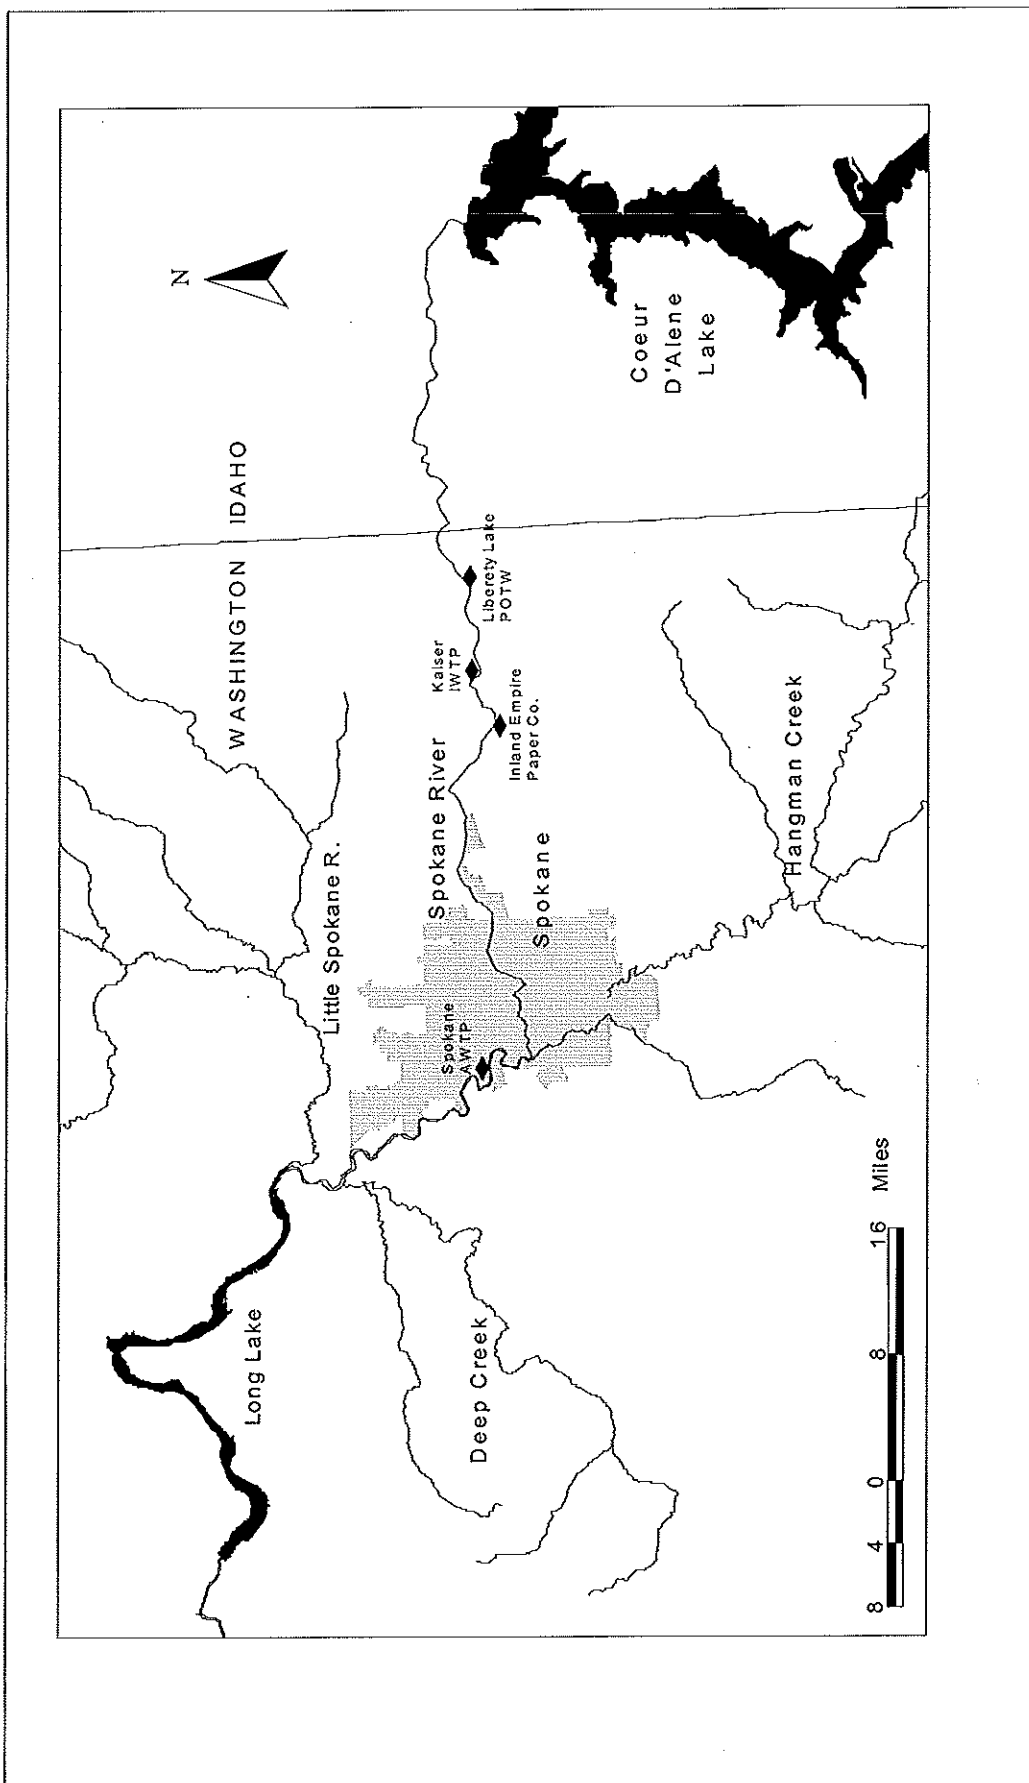 N
WASHINGTON
IDAHO
Little Spokane R.
Long Lake
Spokane River
Kaiser
IWTP
Liberety Lake
POTW
Inland Empire
Paper Co.
Spokane
AWTP
Spokane
Coeur
D'Alene
Lake
Deep Creek
Hangman Creek
8
4
0
8
16
Miles